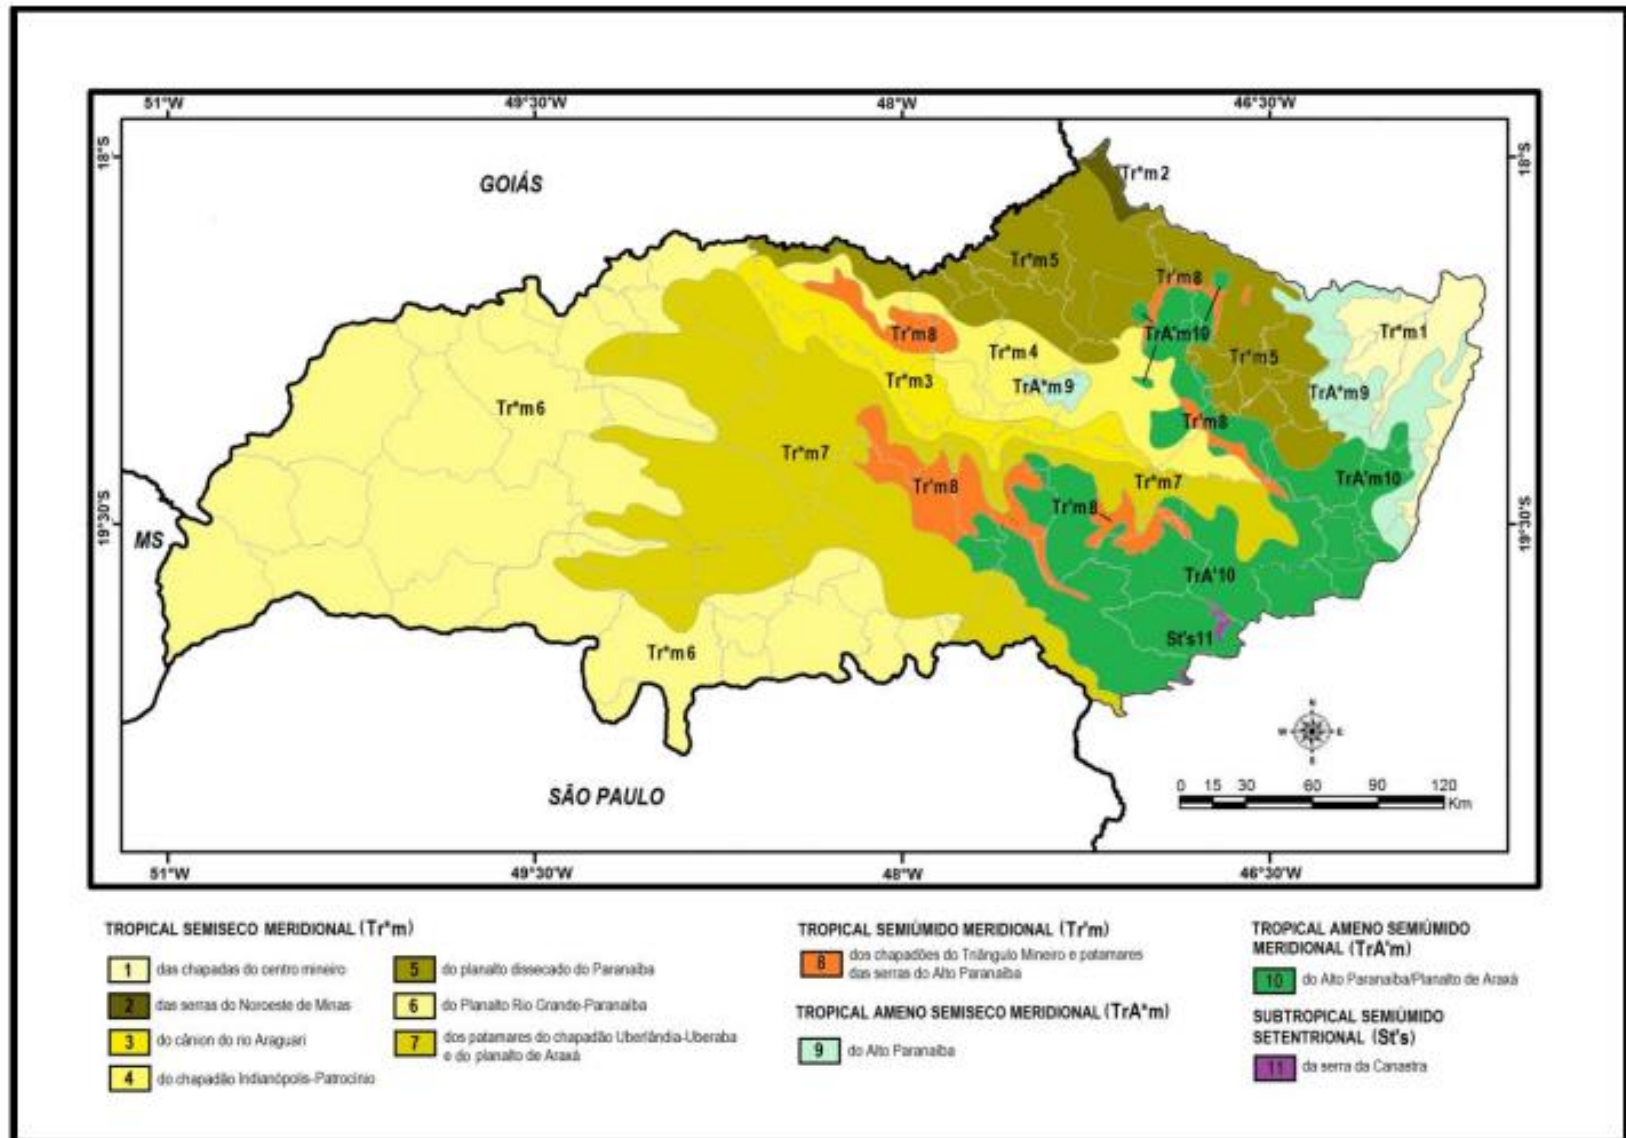 51°W 49°30'W 48°W 46°30'W
18°S
18°S
GOIÁS
Tr*m2
Tr*m5
Tr'm8
Tr'm8
TrA'm10
Tr*m1
Tr*m4
Tr*m5
Tr*m3
TrA*m9
TrA*m9
Tr*m6
Tr'm8
Tr*m7
TrA'm10
Tr*m7
Tr'm8
Tr'm8
19°30'S
MS
19°30'S
TrA'10
St's11
Tr*m6
N
W E
S
SÃO PAULO
0 15 30 60 90 120
Km
51°W 49°30'W 48°W 46°30'W
TROPICAL SEMISECO MERIDIONAL (Tr*m)
1 das chapadas do centro mineiro
2 das serras do Noroeste de Minas
3 do cânion do rio Araguari
4 do chapadão Indianópolis-Patrocínio
5 do planalto dissecado do Paranaíba
6 do Planalto Rio Grande-Paranaíba
7 dos patamares do chapadão Uberlândia-Uberaba
e do planalto de Araxá
TROPICAL SEMIÚMIDO MERIDIONAL (Tr'm)
8 dos chapadões do Triângulo Mineiro e patamares
das serras do Alto Paranaíba
TROPICAL AMENO SEMISECO MERIDIONAL (TrA*m)
9 do Alto Paranaíba
TROPICAL AMENO SEMIÚMIDO
MERIDIONAL (TrA'm)
10 do Alto Paranaíba/Planalto de Araxá
SUBTROPICAL SEMIÚMIDO
SETENTRIONAL (St's)
11 da serra da Canastra